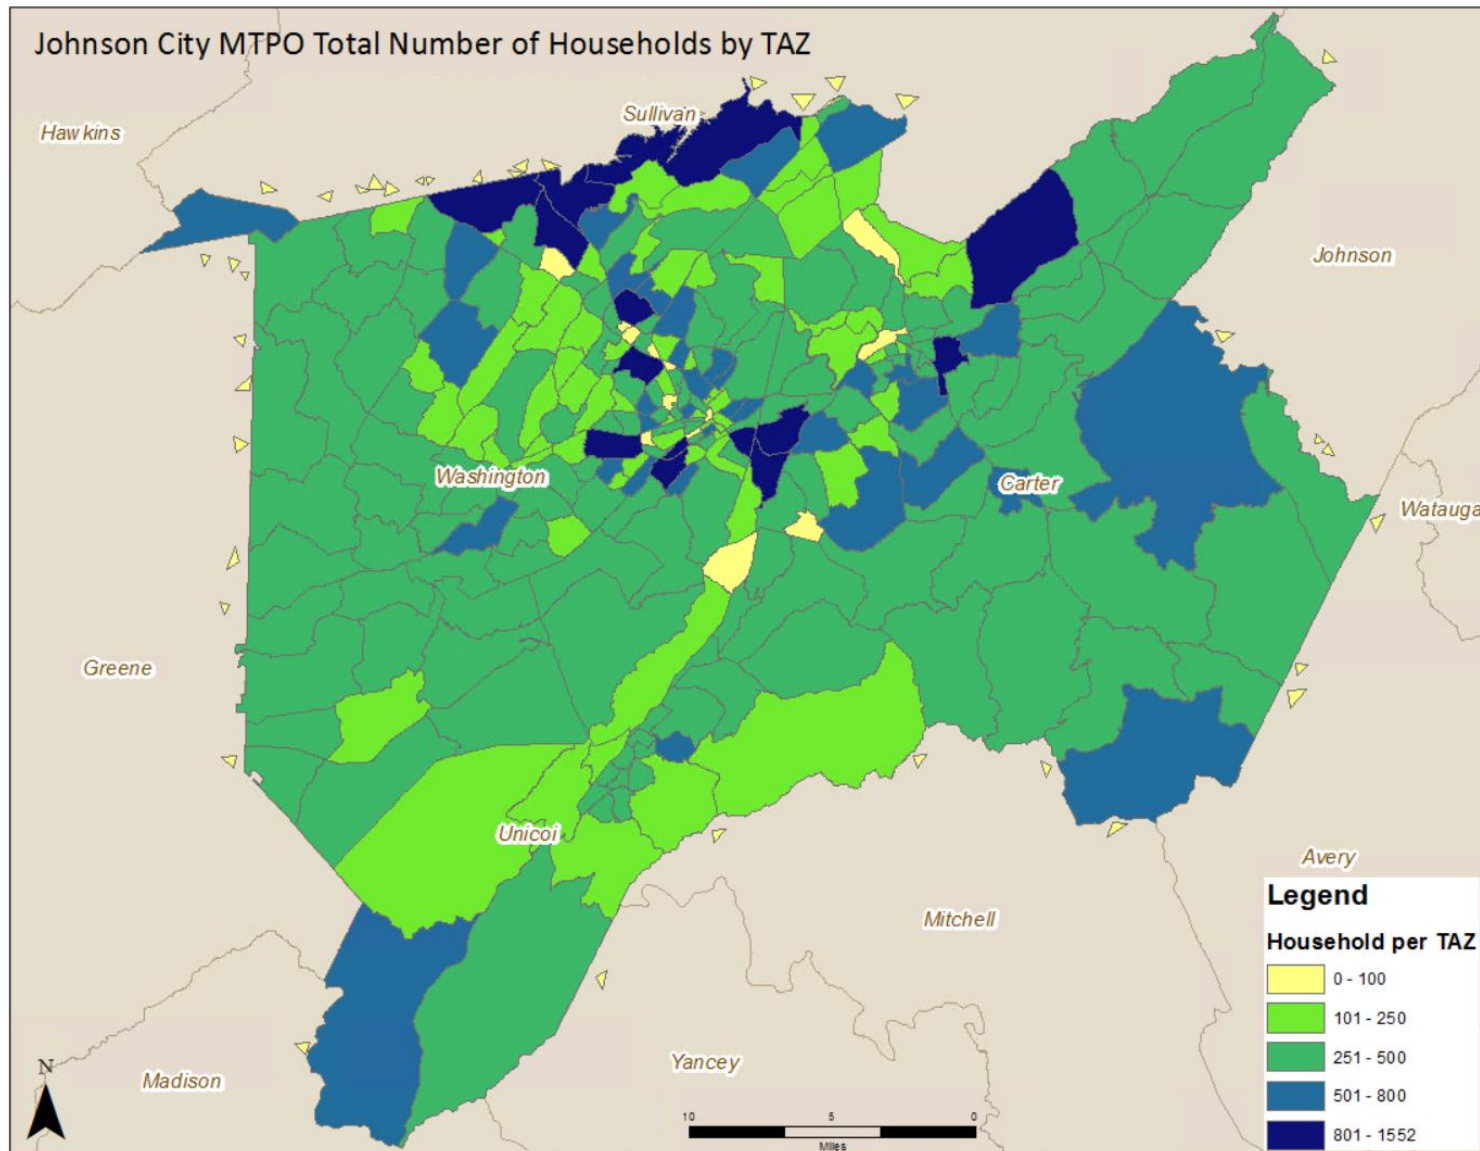 Johnson City MTPO Total Number of Households by TAZ
Sullivan
Hawkins
Johnson
Washington
Carter
Watauga
Greene
Unicoi
Avery
Mitchell
Madison
Yancey
N
10 5 0
Miles
Legend
Household per TAZ
0 - 100
101 - 250
251 - 500
501 - 800
801 - 1552